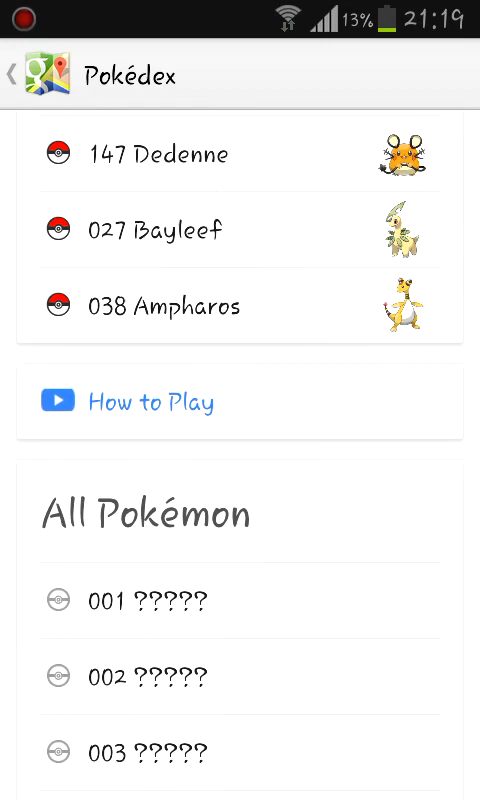 13% 21:19
Pokédex
147 Dedenne
027 Bayleef
038 Ampharos
How to Play
All Pokémon
001 ?????
002 ?????
003 ?????